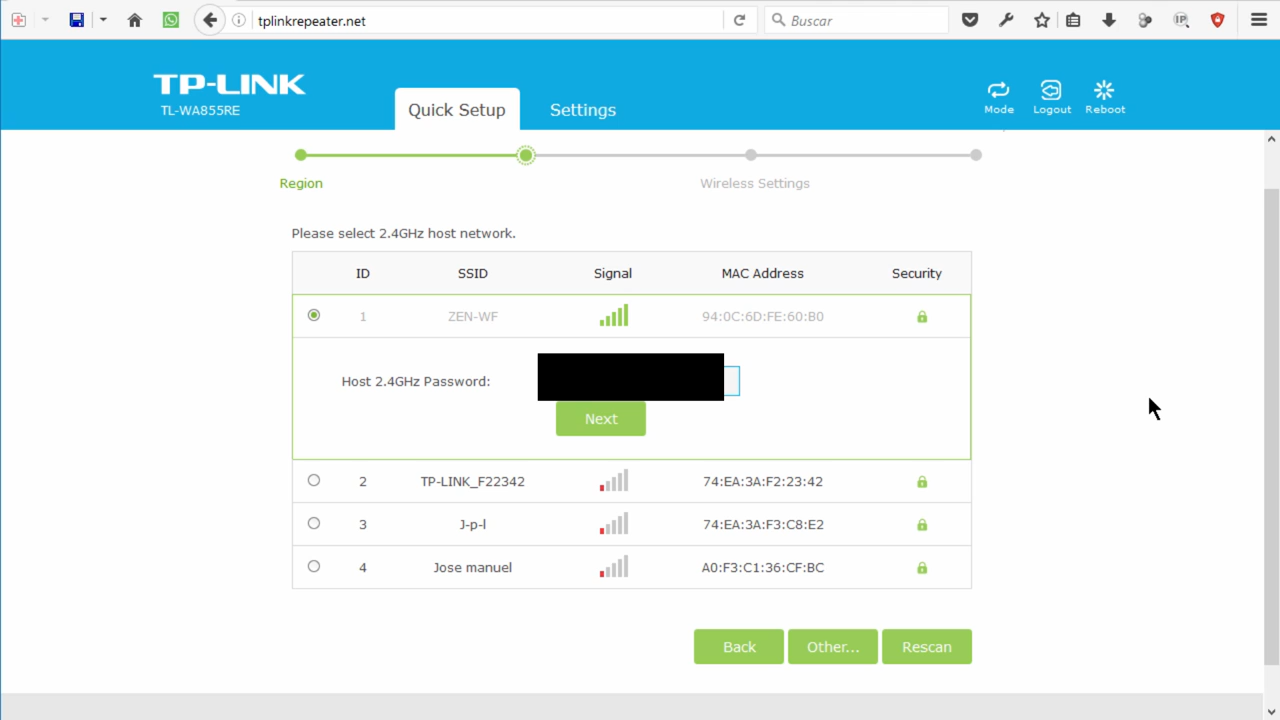 tplinkrepeater.net
Buscar
IP
TP-LINK
TL-WA855RE
Quick Setup
Settings
Mode
Logout
Reboot
Region
Wireless Settings
Please select 2.4GHz host network.
ID SSID Signal MAC Address Security
1 ZEN-WF 94:0C:6D:FE:60:B0
Host 2.4GHz Password:
Next
2 TP-LINK_F22342 74:EA:3A:F2:23:42
3 J-p-l 74:EA:3A:F3:C8:E2
4 Jose manuel A0:F3:C1:36:CF:BC
Back Other... Rescan